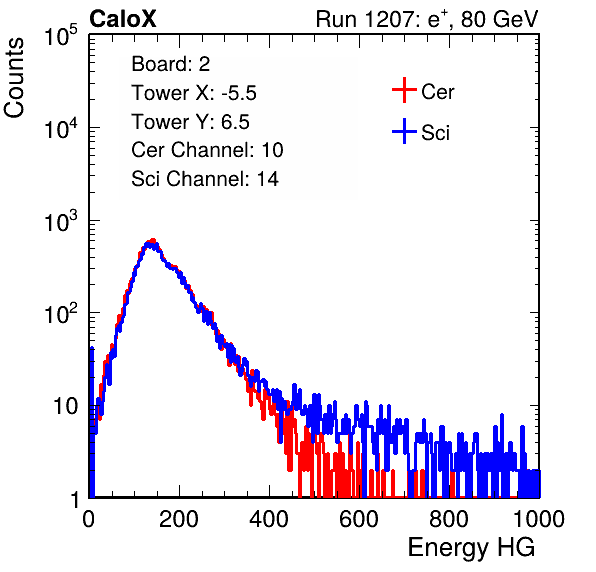 CaloX Run 1207: e⁺, 80 GeV
Board: 2
Tower X: -5.5
Tower Y: 6.5
Cer Channel: 10
Sci Channel: 14
Cer
Sci
Counts
10⁵
10⁴
10³
10²
10
1
0 200 400 600 800 1000
Energy HG